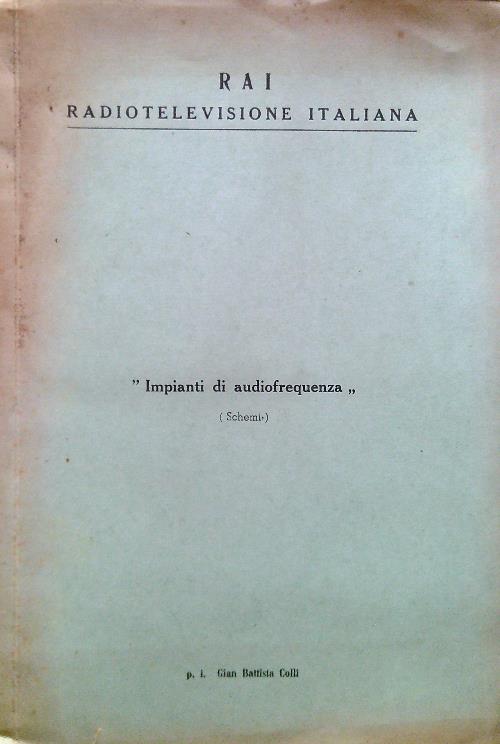 RAI
RADIOTELEVISIONE ITALIANA
" Impianti di audiofrequenza „
( Schemi )
p. i. Gian Battista Colli